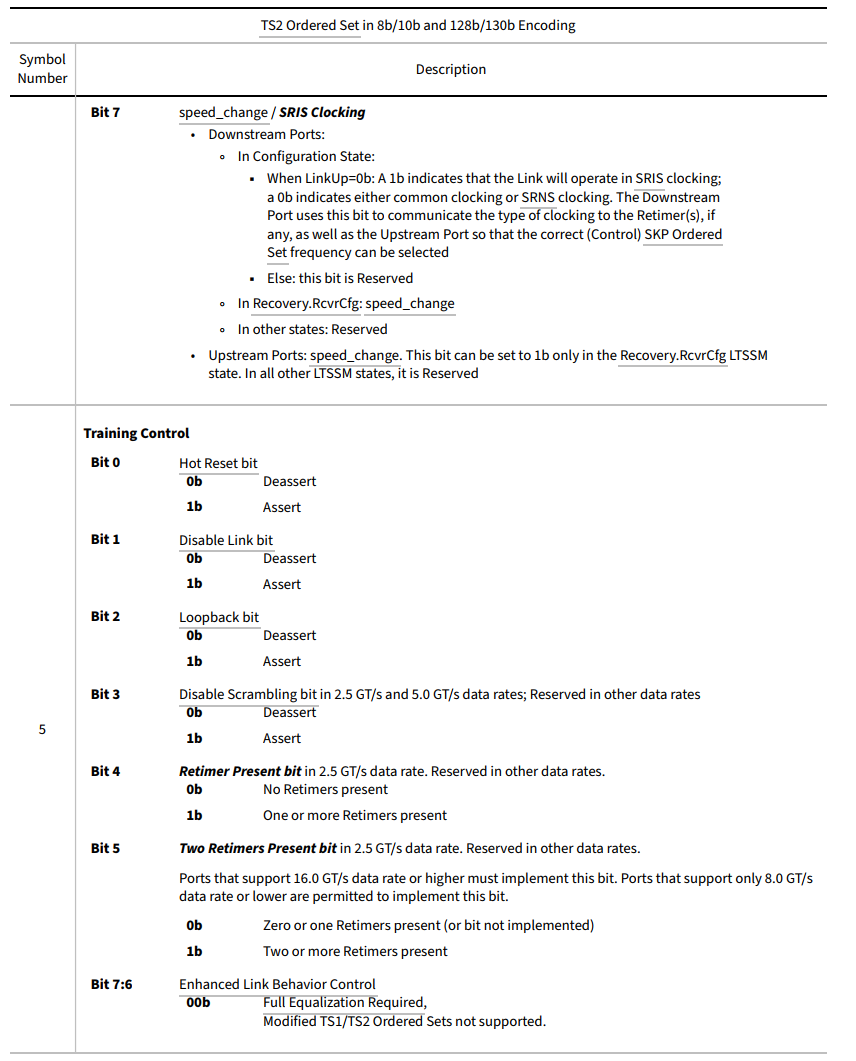 TS2 Ordered Set in 8b/10b and 128b/130b Encoding
Symbol
Number
Description
Bit 7 speed_change / SRIS Clocking
• Downstream Ports:
◦ In Configuration State:
▪ When LinkUp=0b: A 1b indicates that the Link will operate in SRIS clocking;
a 0b indicates either common clocking or SRNS clocking. The Downstream
Port uses this bit to communicate the type of clocking to the Retimer(s), if
any, as well as the Upstream Port so that the correct (Control) SKP Ordered
Set frequency can be selected
▪ Else: this bit is Reserved
◦ In Recovery.RcvrCfg: speed_change
◦ In other states: Reserved
• Upstream Ports: speed_change. This bit can be set to 1b only in the Recovery.RcvrCfg LTSSM
state. In all other LTSSM states, it is Reserved
5
Training Control
Bit 0 Hot Reset bit
0b Deassert
1b Assert
Bit 1 Disable Link bit
0b Deassert
1b Assert
Bit 2 Loopback bit
0b Deassert
1b Assert
Bit 3 Disable Scrambling bit in 2.5 GT/s and 5.0 GT/s data rates; Reserved in other data rates
0b Deassert
1b Assert
Bit 4 Retimer Present bit in 2.5 GT/s data rate. Reserved in other data rates.
0b No Retimers present
1b One or more Retimers present
Bit 5 Two Retimers Present bit in 2.5 GT/s data rate. Reserved in other data rates.
Ports that support 16.0 GT/s data rate or higher must implement this bit. Ports that support only 8.0 GT/s
data rate or lower are permitted to implement this bit.
0b Zero or one Retimers present (or bit not implemented)
1b Two or more Retimers present
Bit 7:6 Enhanced Link Behavior Control
00b Full Equalization Required,
Modified TS1/TS2 Ordered Sets not supported.